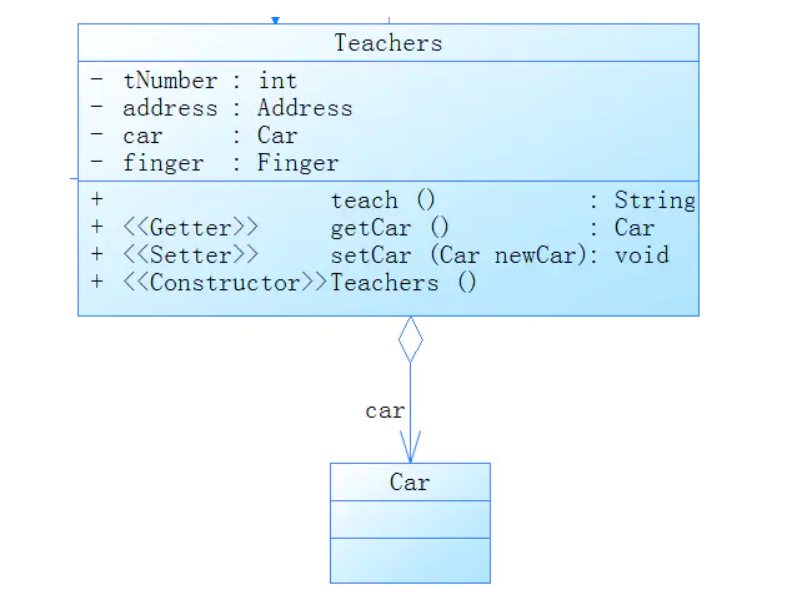 Teachers
- tNumber : int
- address : Address
- car : Car
- finger : Finger
+ teach () : String
+ <<Getter>> getCar () : Car
+ <<Setter>> setCar (Car newCar): void
+ <<Constructor>>Teachers ()
car
Car